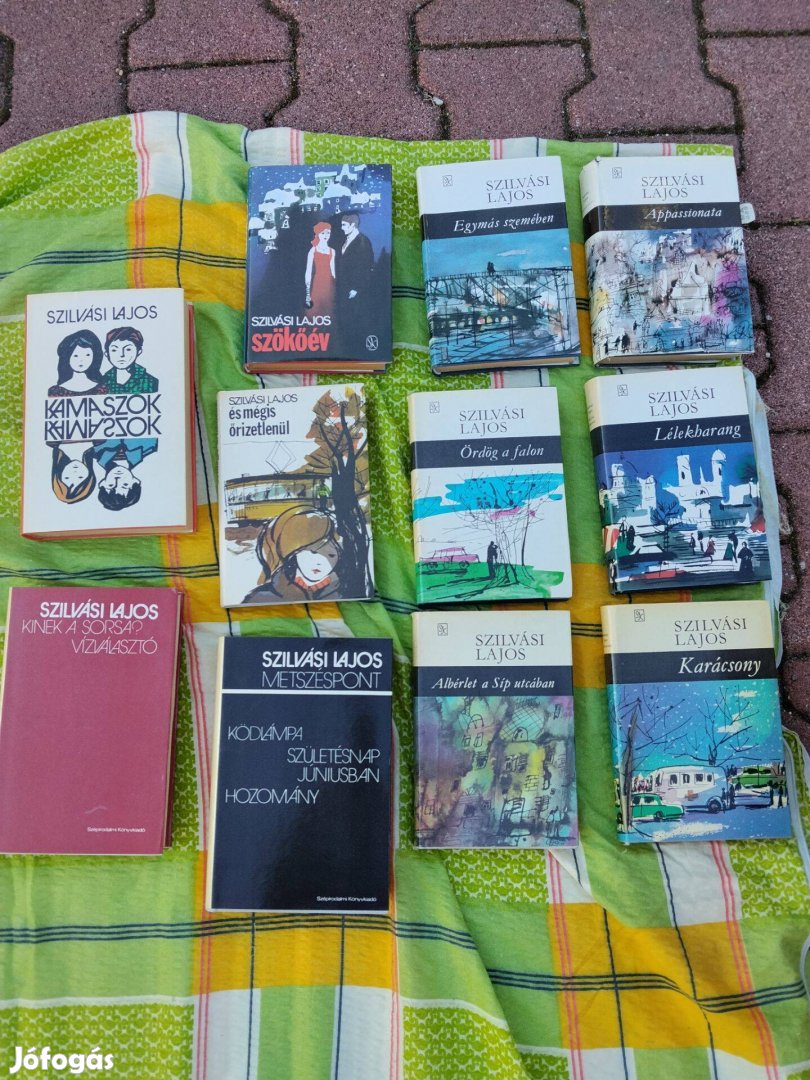 SZILVÁSI LAJOS
KAMASZOK
KAMASZOK
SZILVÁSI LAJOS
KINEK A SORSA?
VÍZVÁLASZTÓ
Szépirodalmi Könyvkiadó
SZILVÁSI LAJOS
szökőév
SZILVÁSI LAJOS
és mégis
őrizetlenül
SZILVÁSI LAJOS
METSZÉSPONT
KÖDLÁMPA
SZÜLETÉSNAP
JÚNIUSBAN
HOZOMÁNY
Szépirodalmi Könyvkiadó
SZILVÁSI
LAJOS
Egymás szemében
SZILVÁSI
LAJOS
Ördög a falon
SZILVÁSI
LAJOS
Albérlet a Síp utcában
SZILVÁSI
LAJOS
Appassionata
SZILVÁSI
LAJOS
Lélekharang
SZILVÁSI
LAJOS
Karácsony
Jófogás